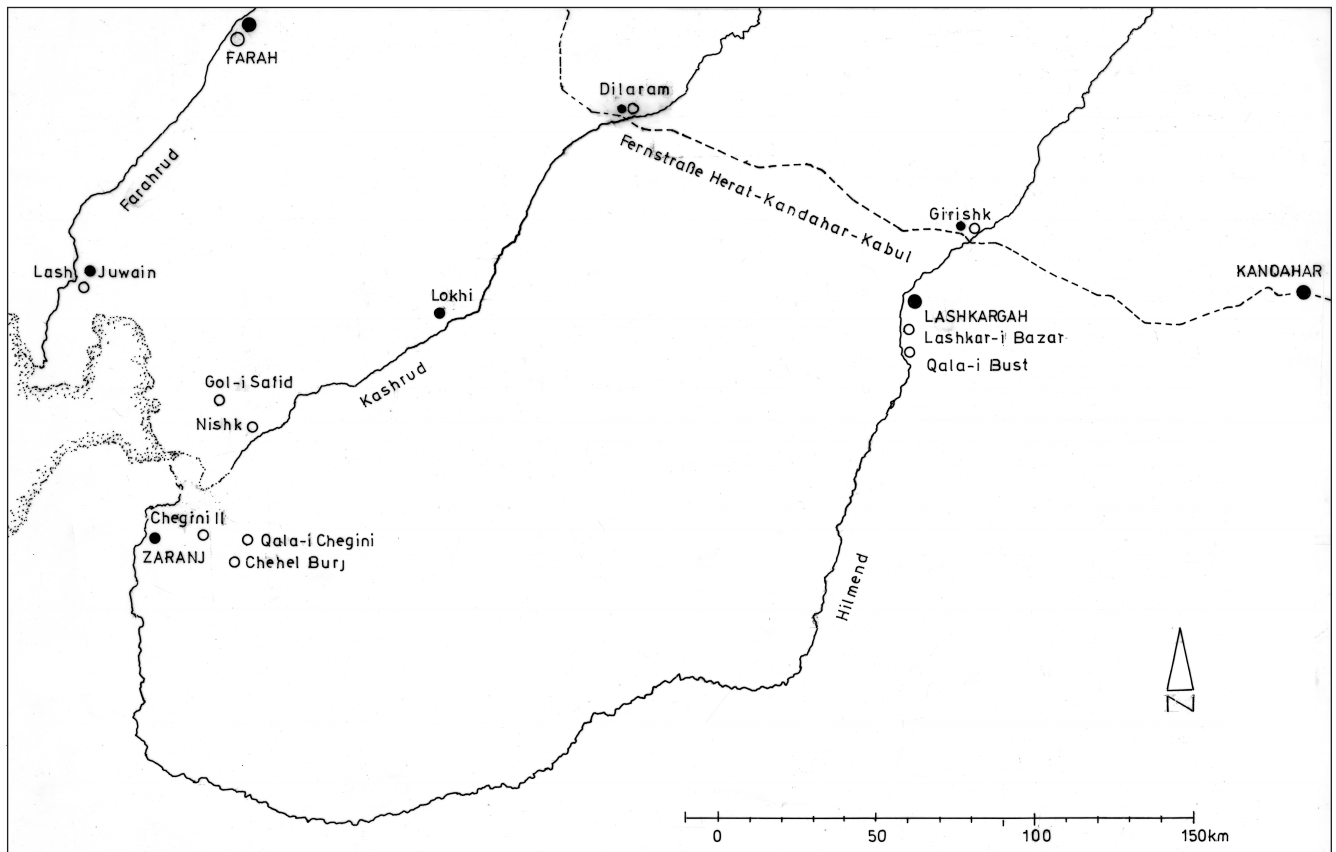 FARAH
Dilaram
Farahrud
Fernstraße Herat-Kandahar-Kabul
Girishk
Lash Juwain
KANDAHAR
Lokhi
LASHKARGAH
Lashkar-i Bazar
Qala-i Bust
Kashrud
Gol-i Safid
Nishk
Chegini II
ZARANJ
Qala-i Chegini
Chehel Burj
Hilmend
N
0 50 100 150km